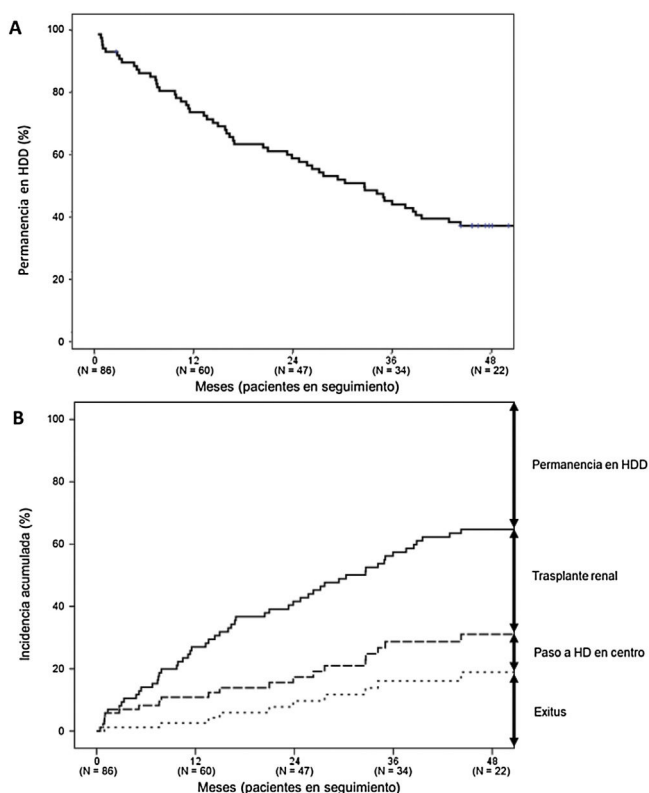 A
Permanencia en HDD (%)
100
80
60
40
20
0
0 12 24 36 48
(N = 86) (N = 60) (N = 47) (N = 34) (N = 22)
Meses (pacientes en seguimiento)
B
Incidencia acumulada (%)
100
80
60
40
20
0
Permanencia en HDD
Trasplante renal
Paso a HD en centro
Exitus
0 12 24 36 48
(N = 86) (N = 60) (N = 47) (N = 34) (N = 22)
Meses (pacientes en seguimiento)